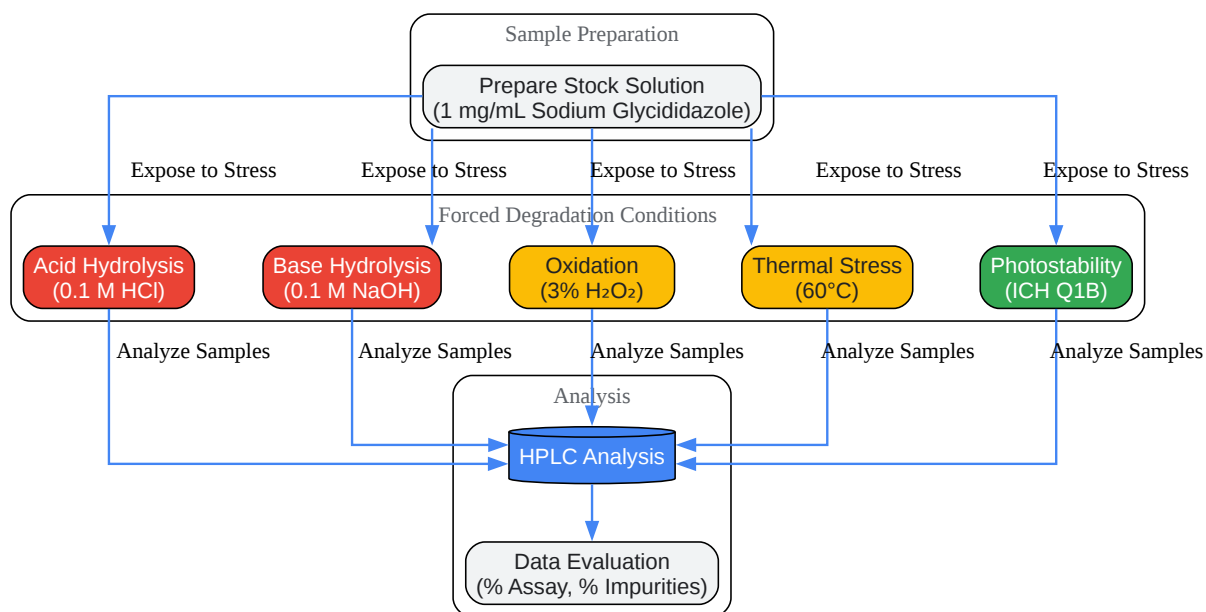 Sample Preparation
Prepare Stock Solution
(1 mg/mL Sodium Glycididazole)
Expose to Stress
Expose to Stress
Expose to Stress
Expose to Stress
Expose to Stress
Forced Degradation Conditions
Acid Hydrolysis
(0.1 M HCl)
Base Hydrolysis
(0.1 M NaOH)
Oxidation
(3% H₂O₂)
Thermal Stress
(60°C)
Photostability
(ICH Q1B)
Analyze Samples
Analyze Samples
Analyze Samples
Analyze Samples
Analyze Samples
Analysis
HPLC Analysis
Data Evaluation
(% Assay, % Impurities)